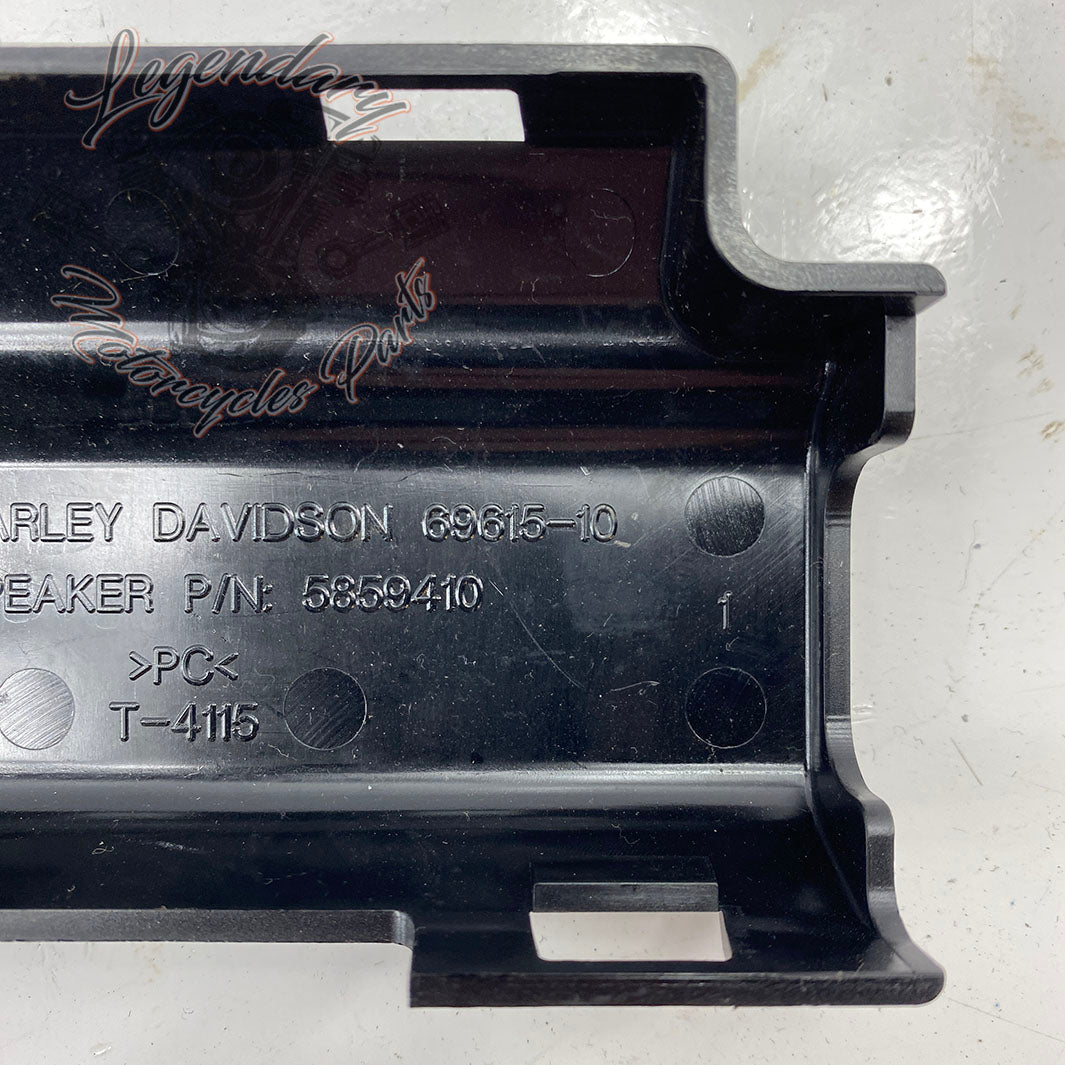 Legendary
Motorcycles Parts
ARLEY DAVIDSON 69615-10
PEAKER P/N: 5859410
1
>PC<
T-4115